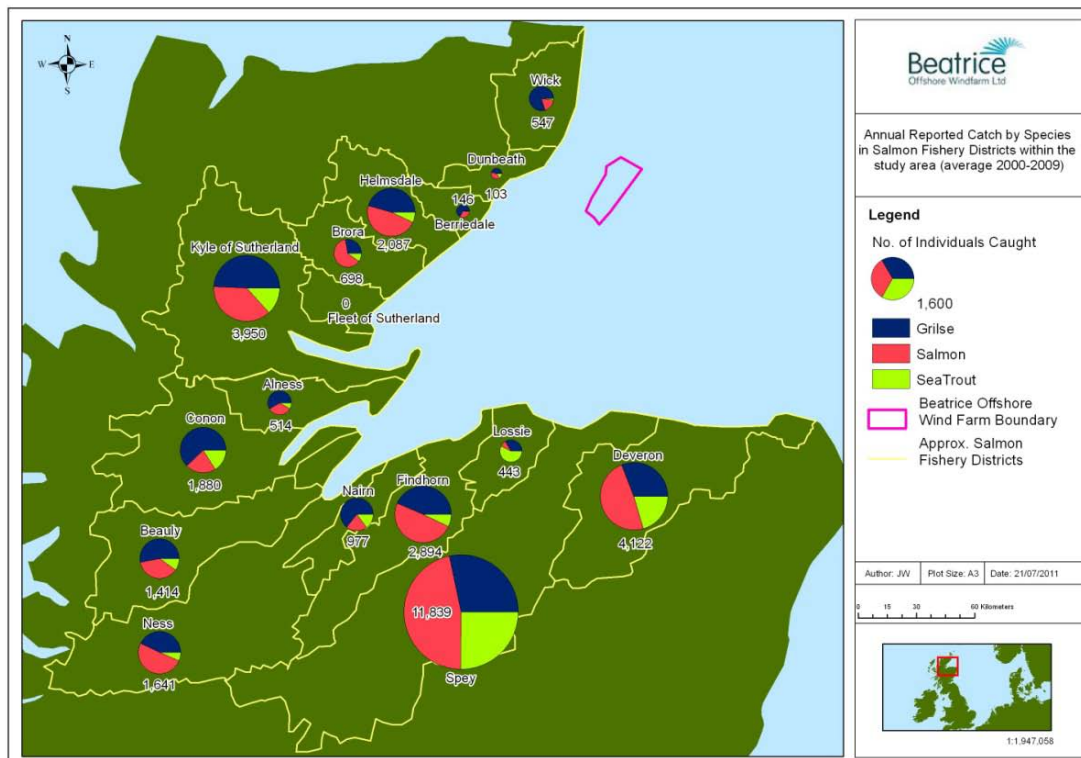 N
W E
S
Wick
547
Dunbeath
103
Helmsdale
2,087
146
Berriedale
Brora
698
Kyle of Sutherland
3,950
0
Fleet of Sutherland
Alness
514
Conon
1,880
Lossie
443
Deveron
4,122
Nairn
977
Findhorn
2,894
Beauly
1,414
11,839
Spey
Ness
1,641
Beatrice
Offshore Windfarm Ltd
Annual Reported Catch by Species
in Salmon Fishery Districts within the
study area (average 2000-2009)
Legend
No. of Individuals Caught
1,600
Grilse
Salmon
SeaTrout
Beatrice Offshore
Wind Farm Boundary
Approx. Salmon
Fishery Districts
Author: JW Plot Size: A3 Date: 21/07/2011
0 15 30 60 Kilometers
1:1,947,058